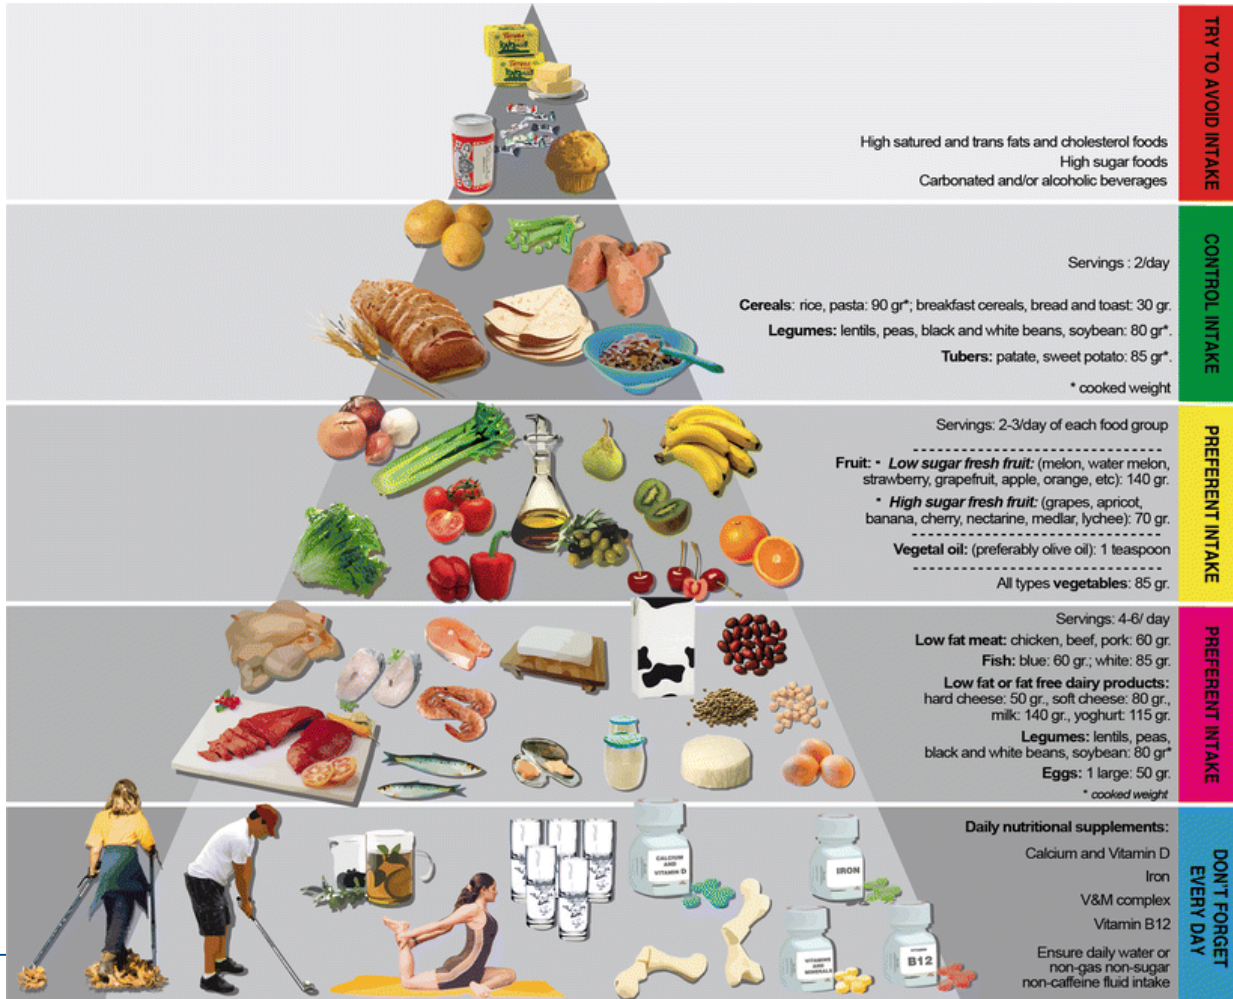 TRY TO AVOID INTAKE
High satured and trans fats and cholesterol foods
High sugar foods
Carbonated and/or alcoholic beverages
CONTROL INTAKE
Servings : 2/day
Cereals: rice, pasta: 90 gr*; breakfast cereals, bread and toast: 30 gr.
Legumes: lentils, peas, black and white beans, soybean: 80 gr*.
Tubers: patate, sweet potato: 85 gr*.
* cooked weight
PREFERENT INTAKE
Servings: 2-3/day of each food group
Fruit: - Low sugar fresh fruit: (melon, water melon,
strawberry, grapefruit, apple, orange, etc): 140 gr.
* High sugar fresh fruit: (grapes, apricot,
banana, cherry, nectarine, medlar, lychee): 70 gr.
Vegetal oil: (preferably olive oil): 1 teaspoon
All types vegetables: 85 gr.
PREFERENT INTAKE
Servings: 4-6/ day
Low fat meat: chicken, beef, pork: 60 gr.
Fish: blue: 60 gr.; white: 85 gr.
Low fat or fat free dairy products:
hard cheese: 50 gr., soft cheese: 80 gr.,
milk: 140 gr., yoghurt: 115 gr.
Legumes: lentils, peas,
black and white beans, soybean: 80 gr*
Eggs: 1 large: 50 gr.
* cooked weight
DON'T FORGET
EVERY DAY
Daily nutritional supplements:
Calcium and Vitamin D
Iron
V&M complex
Vitamin B12
Ensure daily water or
non-gas non-sugar
non-caffeine fluid intake
CALCIUM
AND
VITAMIN D
IRON
VITAMINS
AND
MINERALS
VITAMIN
B12